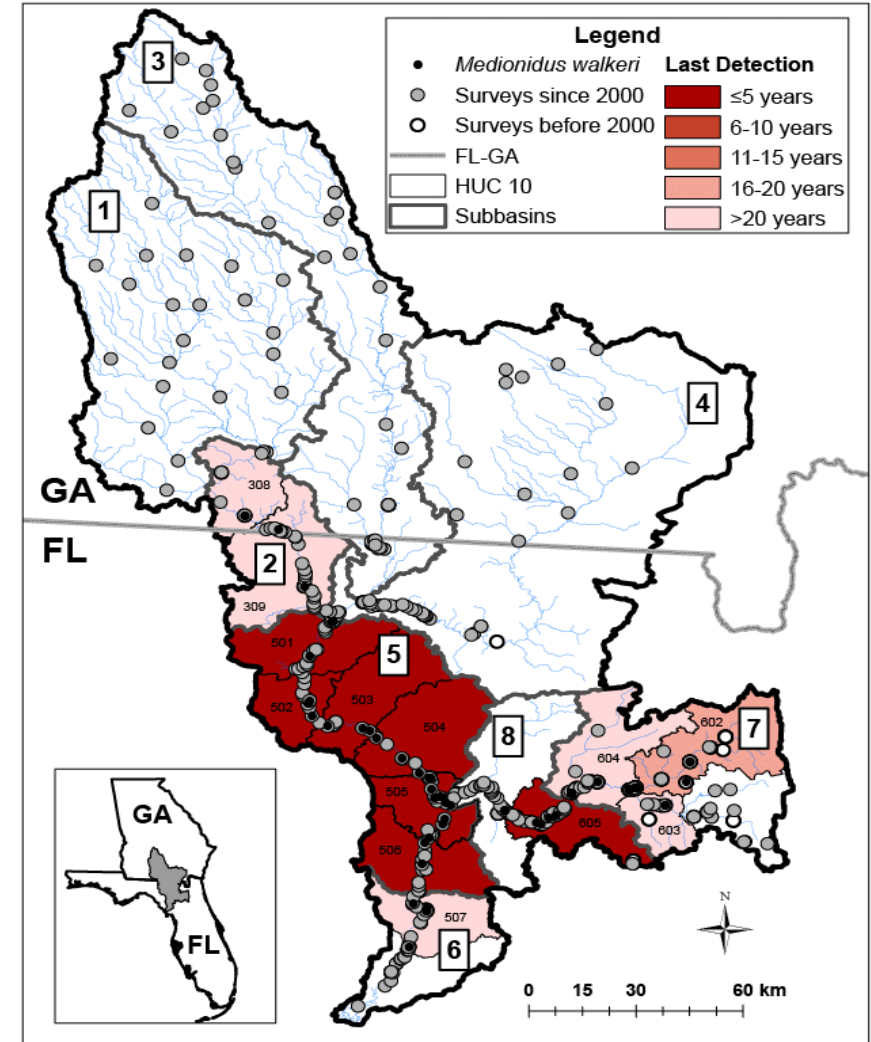 Legend
Medionidus walkeri
Surveys since 2000
Surveys before 2000
FL-GA
HUC 10
Subbasins
Last Detection
≤5 years
6-10 years
11-15 years
16-20 years
>20 years
3
1
4
GA
308
FL
2
309
501
5
502
503
504
8
602
7
604
505
605
603
506
507
6
GA
FL
N
0 15 30 60 km